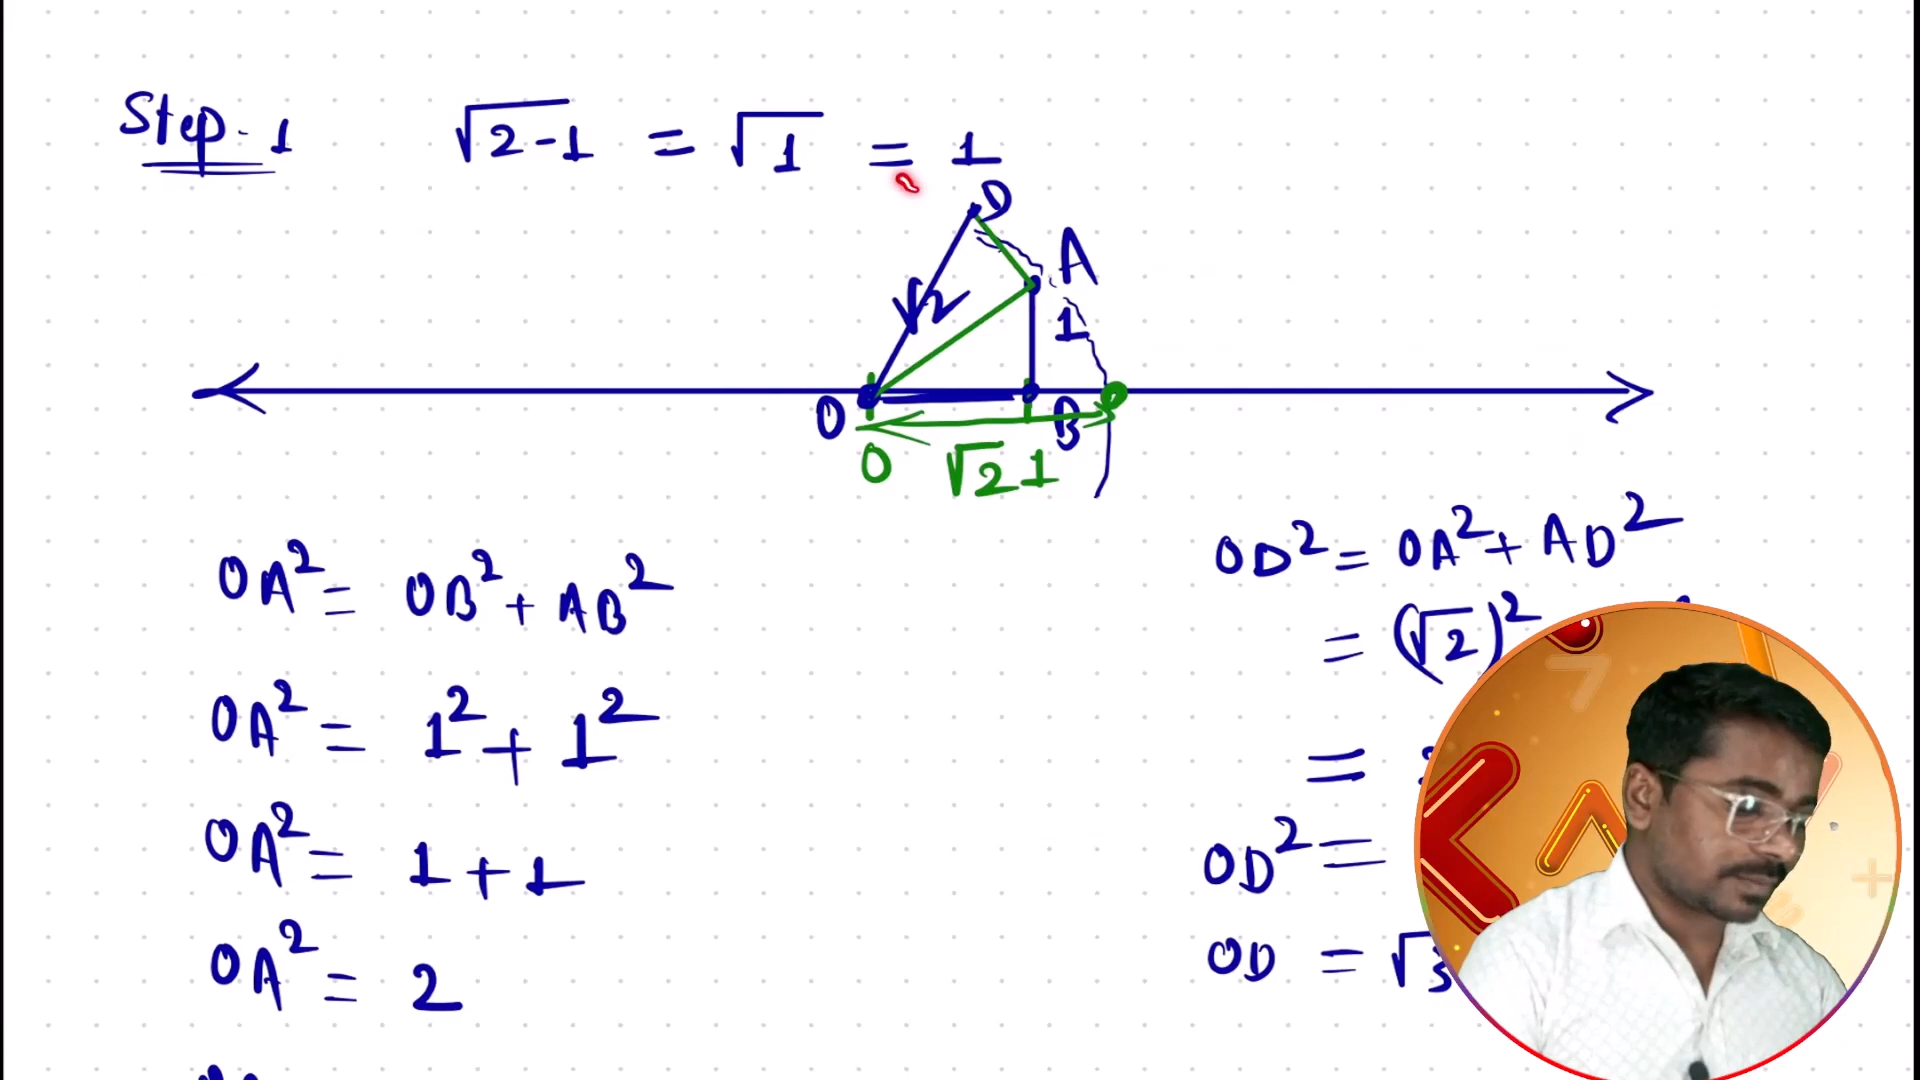 Step-1 √2-1 = √1 = 1
D
A
√2
1
O B
0 √2 1
OA² = OB² + AB²
OA² = 1² + 1²
OA² = 1 + 1
OA² = 2
OD² = OA² + AD²
= (√2)²
=
OD² =
OD = √3